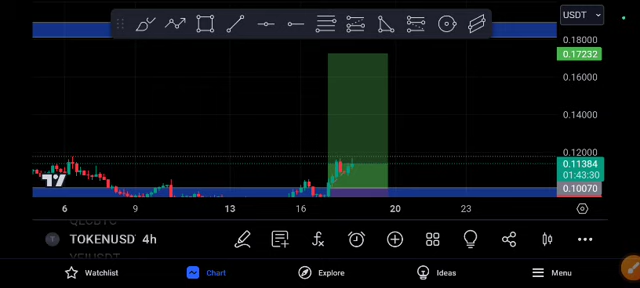 USDT
0.18000
0.17232
0.16000
0.14000
0.12000
0.11384
01:43:30
0.10070
6 9 13 16 20 23
TOKENUSD 4h
Watchlist Chart Explore Ideas Menu